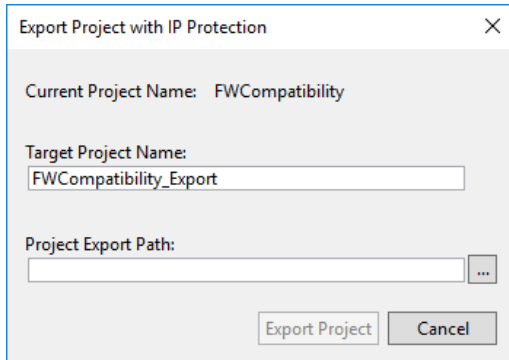 Export Project with IP Protection
Current Project Name: FWCompatibility
Target Project Name:
FWCompatibility_Export
Project Export Path:
...
Export Project Cancel